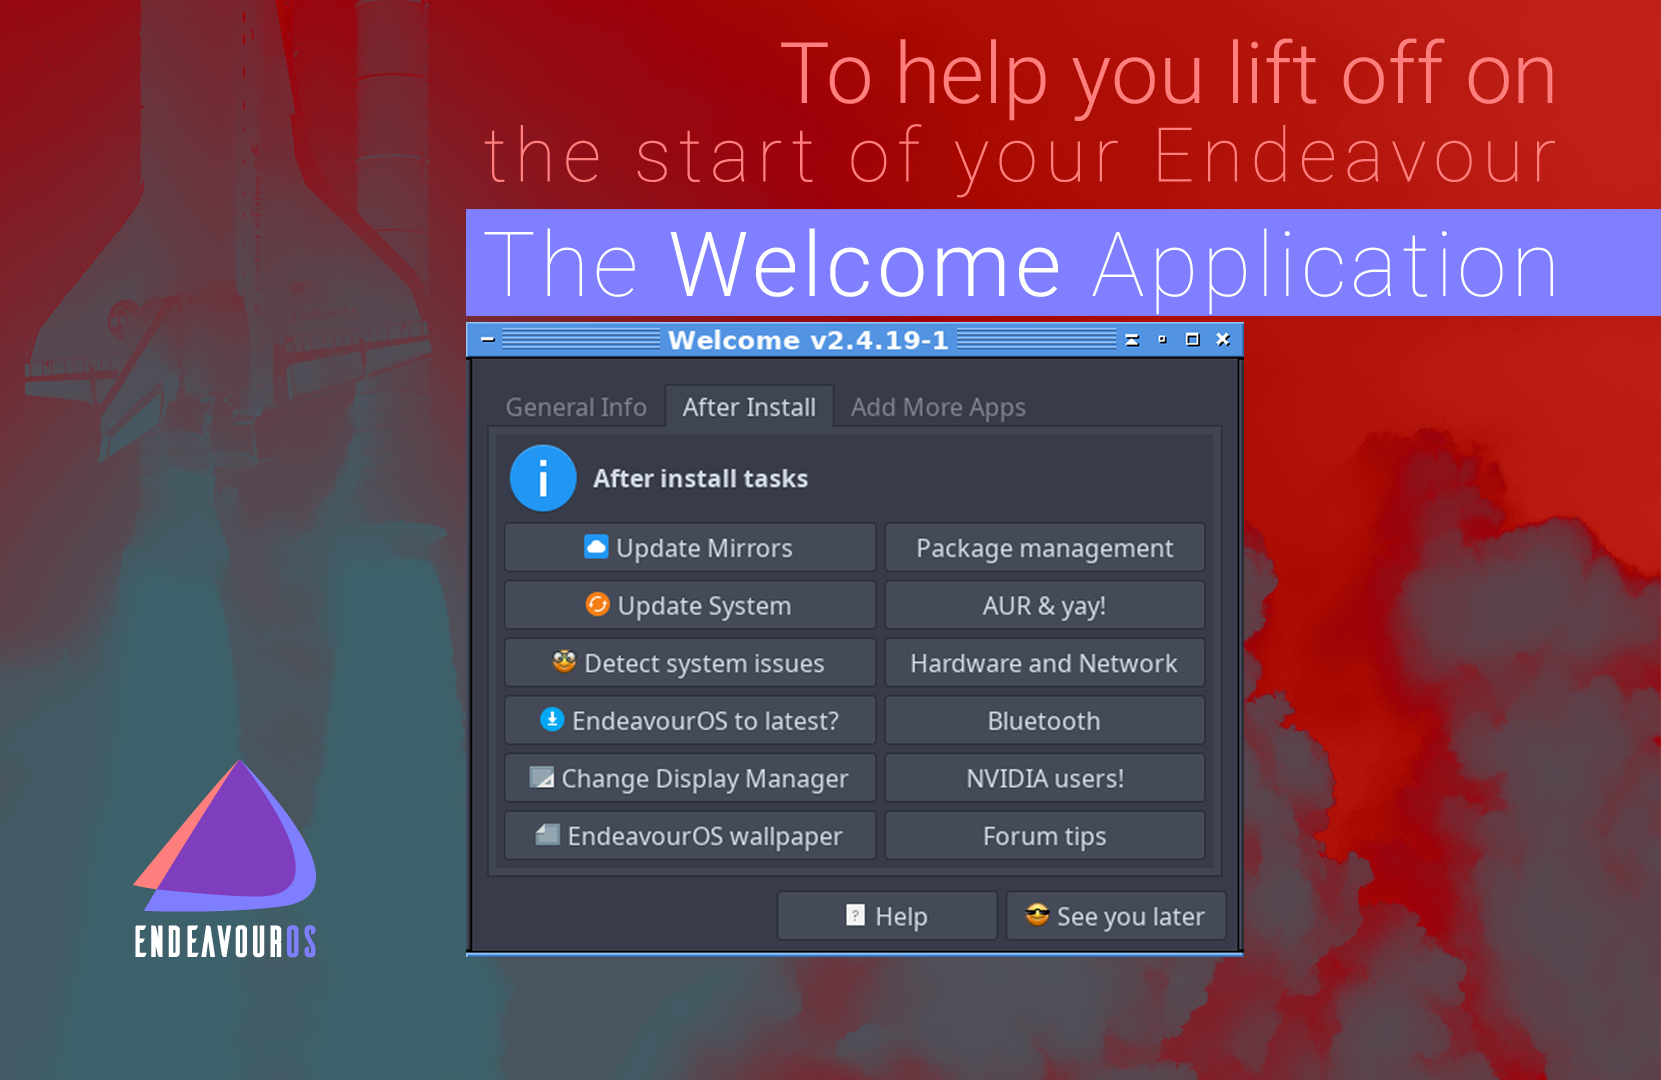 To help you lift off on
the start of your Endeavour
The Welcome Application
Welcome v2.4.19-1
General Info After Install Add More Apps
After install tasks
Update Mirrors Package management
Update System AUR & yay!
Detect system issues Hardware and Network
EndeavourOS to latest? Bluetooth
Change Display Manager NVIDIA users!
EndeavourOS wallpaper Forum tips
? Help See you later
ENDEAVOUROS
United States
Endeavour